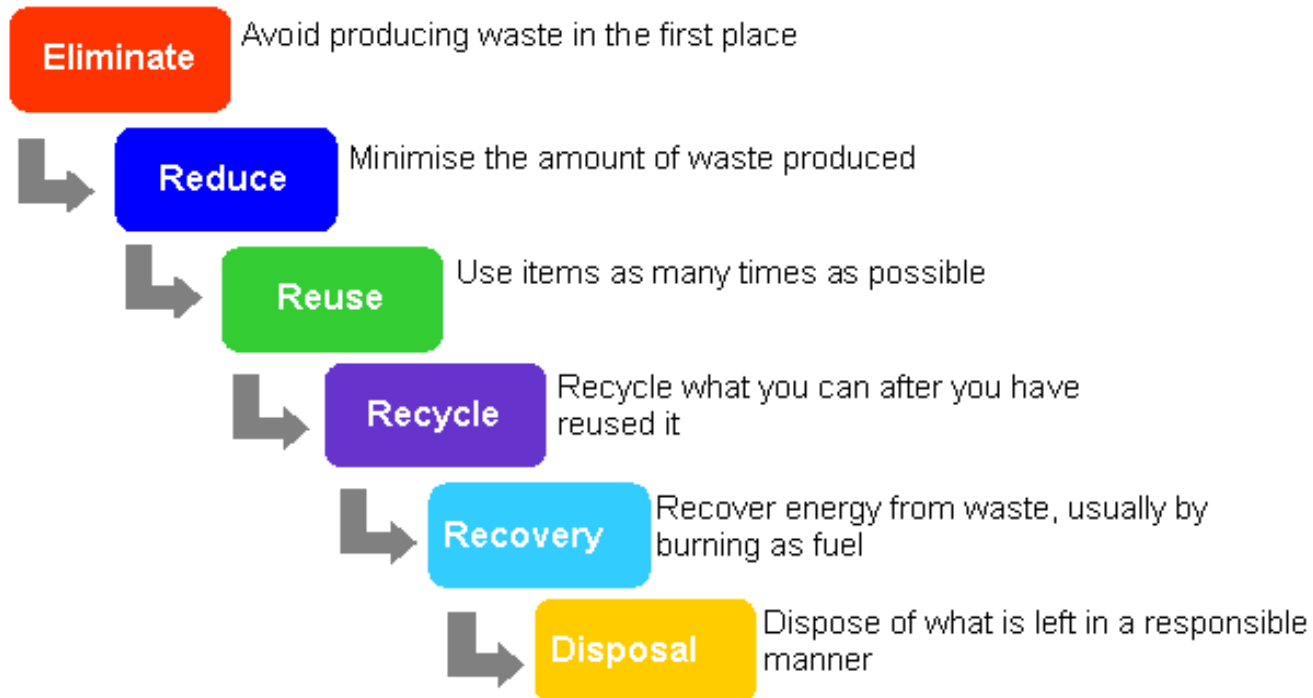 Eliminate
Avoid producing waste in the first place
Reduce
Minimise the amount of waste produced
Reuse
Use items as many times as possible
Recycle
Recycle what you can after you have
reused it
Recovery
Recover energy from waste, usually by
burning as fuel
Disposal
Dispose of what is left in a responsible
manner